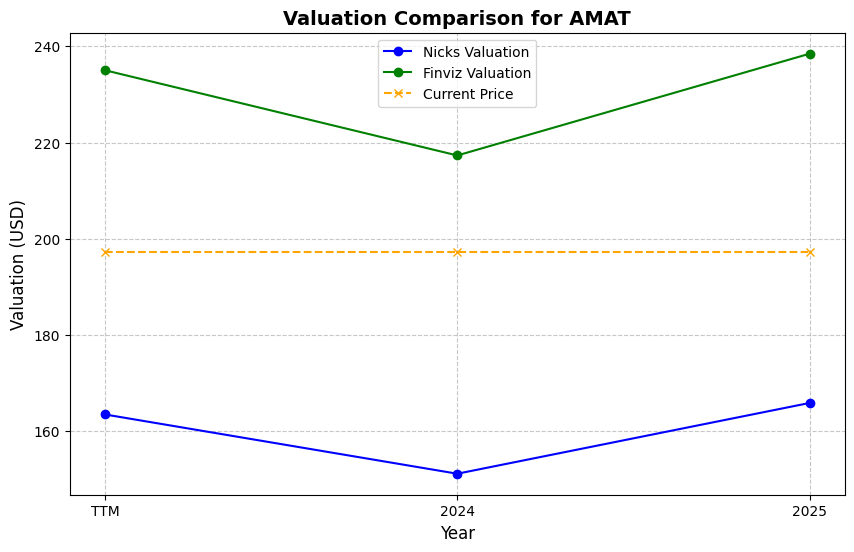 Valuation Comparison for AMAT
Nicks Valuation
Finviz Valuation
Current Price
Valuation (USD)
240
220
200
180
160
TTM
2024
2025
Year